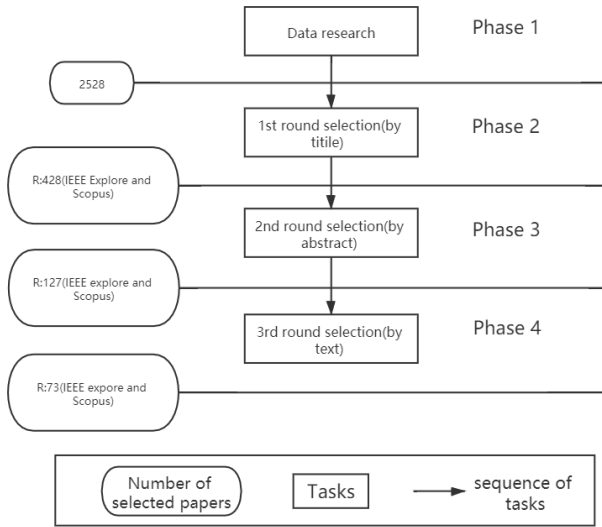 Data research
Phase 1
2528
1st round selection(by
titile)
Phase 2
R:428(IEEE Explore and
Scopus)
2nd round selection(by
abstract)
Phase 3
R:127(IEEE explore and
Scopus)
3rd round selection(by
text)
Phase 4
R:73(IEEE expore and
Scopus)
Number of
selected papers
Tasks
sequence of
tasks